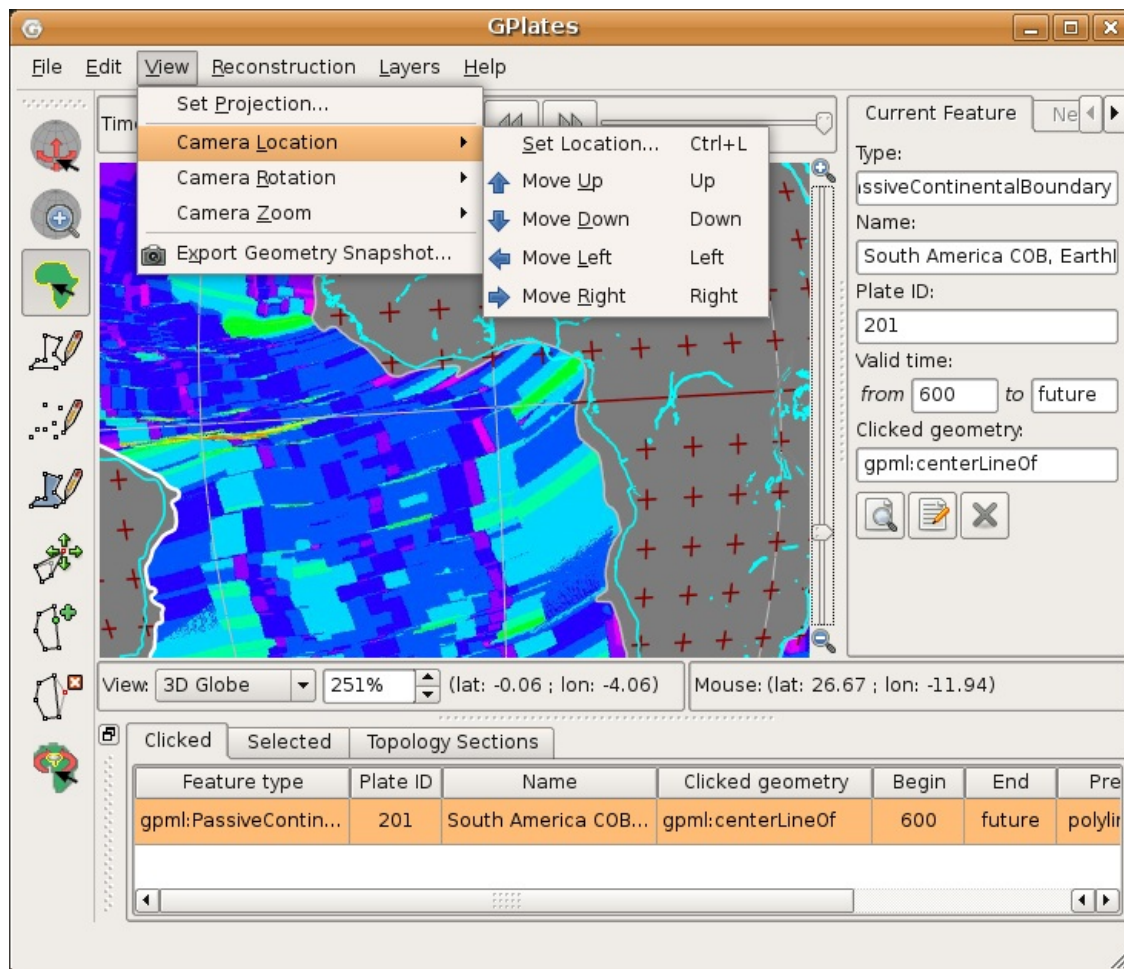 GPlates
File Edit View Reconstruction Layers Help
Set Projection...
Camera Location
Camera Rotation
Camera Zoom
Export Geometry Snapshot...
Set Location... Ctrl+L
Move Up Up
Move Down Down
Move Left Left
Move Right Right
Current Feature
Type:
ssiveContinentalBoundary
Name:
South America COB, Earth
Plate ID:
201
Valid time:
from 600 to future
Clicked geometry:
gpml:centerLineOf
View: 3D Globe 251% (lat: -0.06 ; lon: -4.06) Mouse: (lat: 26.67 ; lon: -11.94)
Clicked Selected Topology Sections
Feature type Plate ID Name Clicked geometry Begin End Pre
gpml:PassiveContin... 201 South America COB... gpml:centerLineOf 600 future polylin